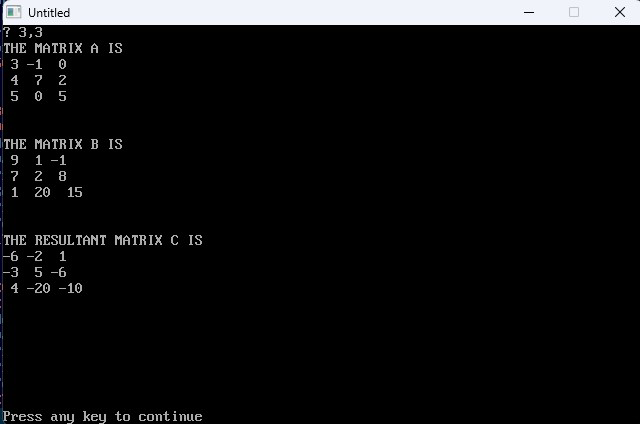 Untitled
? 3,3
THE MATRIX A IS
 3 -1  0
 4  7  2
 5  0  5
THE MATRIX B IS
 9  1 -1
 7  2  8
 1  20  15
THE RESULTANT MATRIX C IS
-6 -2  1
-3  5 -6
 4 -20 -10
Press any key to continue